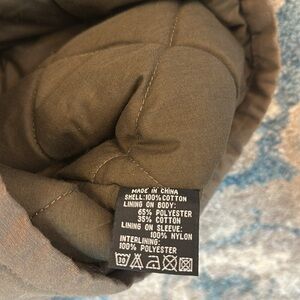 MADE IN CHINA
SHELL:100%COTTON
LINING ON BODY:
65% POLYESTER
35% COTTON
LINING ON SLEEVE:
100% NYLON
INTERLINING:
100% POLYESTER
30